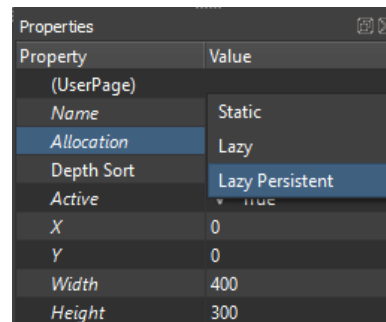 Properties
Property Value
(UserPage)
Name
Static
Allocation
Lazy
Depth Sort
Lazy Persistent
Active True
X 0
Y 0
Width 400
Height 300